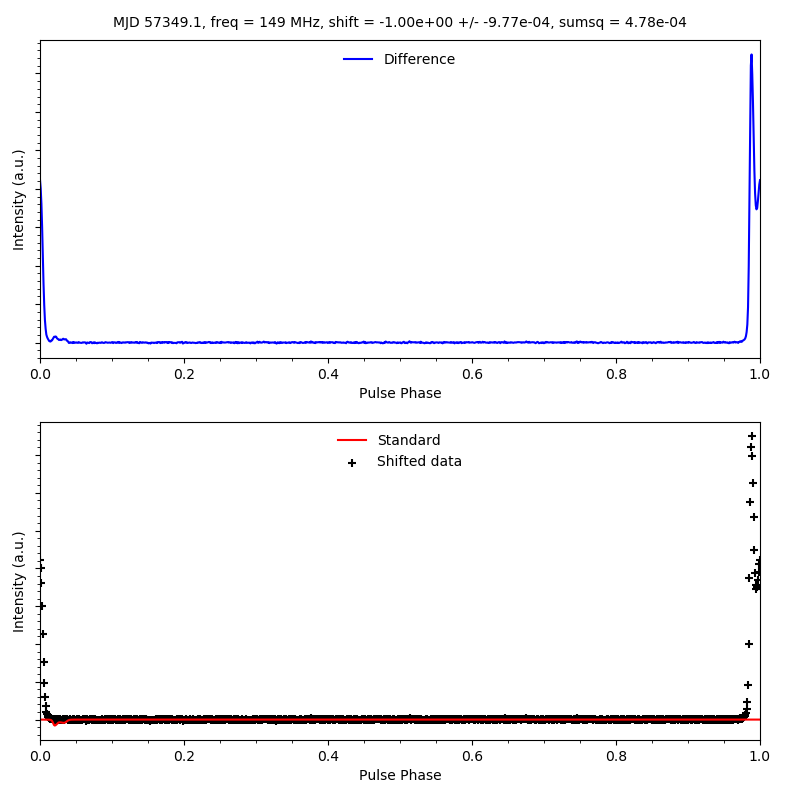 MJD 57349.1, freq = 149 MHz, shift = -1.00e+00 +/- -9.77e-04, sumsq = 4.78e-04
Difference
Intensity (a.u.)
0.0 0.2 0.4 0.6 0.8 1.0
Pulse Phase
Standard
Shifted data
Intensity (a.u.)
0.0 0.2 0.4 0.6 0.8 1.0
Pulse Phase